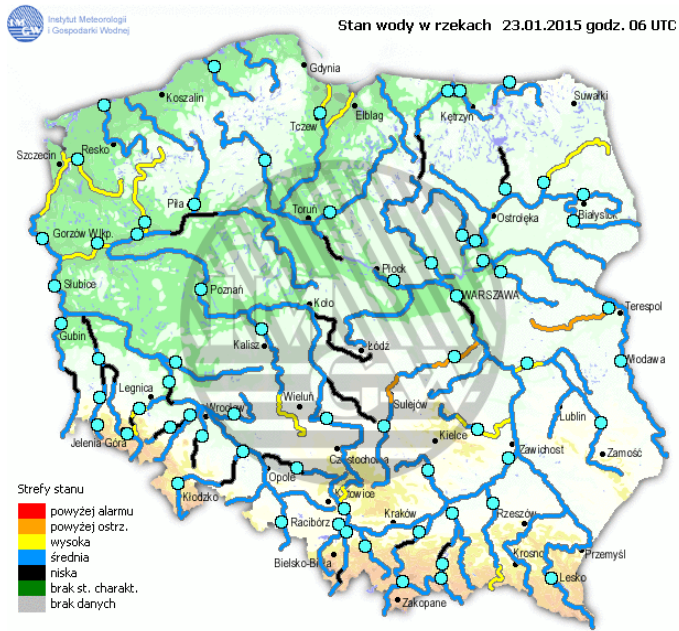 Instytut Meteorologii
i Gospodarki Wodnej
Stan wody w rzekach 23.01.2015 godz. 06 UTC
Gdynia
Koszalin
Suwałki
Tczew
Elbląg
Kętrzyn
Szczecin
Resko
Piła
Toruń
Ostrołęka
Białystok
Gorzów Wlkp.
Płock
Słubice
Poznań
Koło
WARSZAWA
Terespol
Gubin
Kalisz
Łódź
Włodawa
Legnica
Wrocław
Wieluń
Sulejów
Lublin
Jelenia Góra
Kielce
Zawichost
Zamość
Częstochowa
Opole
Kłodzko
Katowice
Kraków
Rzeszów
Racibórz
Bielsko-Biała
Krosno
Przemyśl
Lesko
Zakopane
Strefy stanu
powyżej alarmu
powyżej ostrz.
wysoka
średnia
niska
brak st. charakt.
brak danych